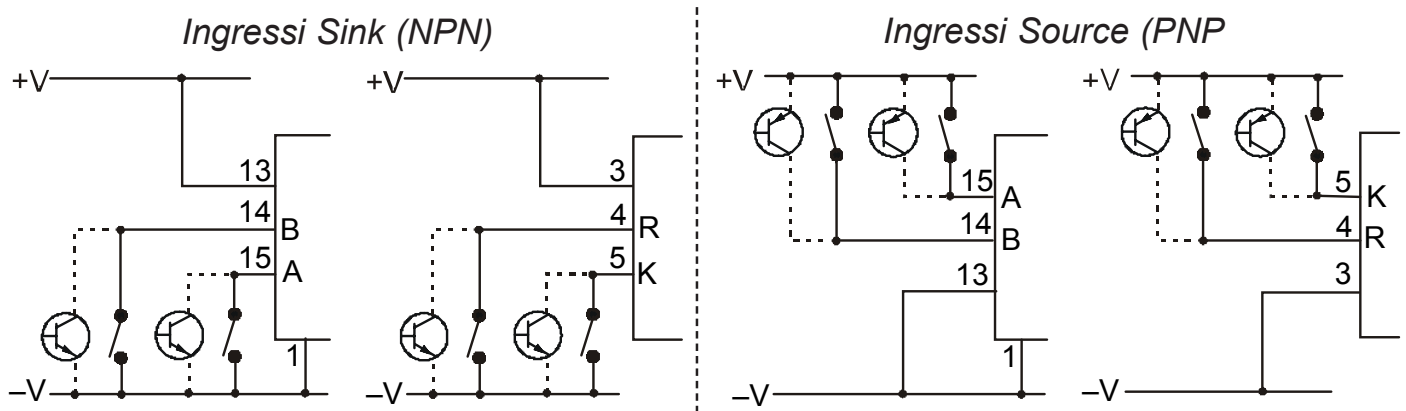 Ingressi Sink (NPN)
Ingressi Source (PNP
+V
13
14 B
15 A
1
–V
+V
3
4 R
5 K
+V
15 A
14 B
13
1
–V
+V
5 K
4 R
3
–V